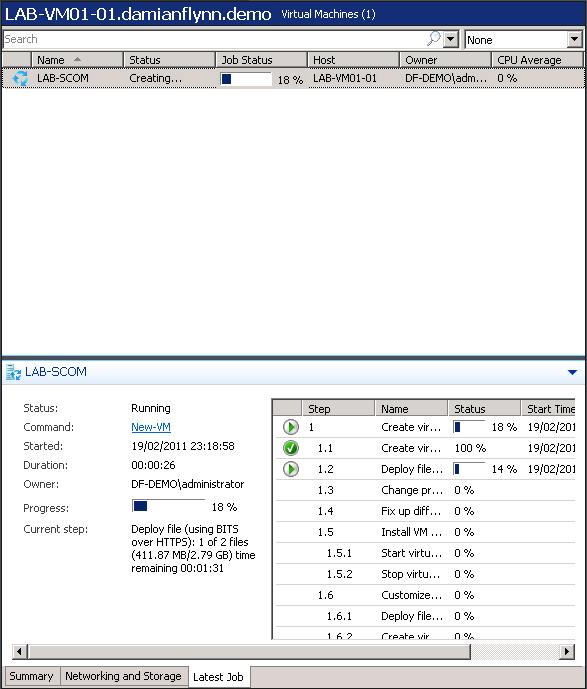 LAB-VM01-01.damianflynn.demo Virtual Machines (1)
Search None
Name Status Job Status Host Owner CPU Average
LAB-SCOM Creating... 18 % LAB-VM01-01 DF-DEMO\adm... 0 %
LAB-SCOM
Status: Running
Command: New-VM
Started: 19/02/2011 23:18:58
Duration: 00:00:26
Owner: DF-DEMO\administrator
Progress: 18 %
Current step: Deploy file (using BITS
over HTTPS): 1 of 2 files
(411.87 MB/2.79 GB) time
remaining 00:01:31
Step Name Status Start Time
1 Create vir... 18 % 19/02/201
1.1 Create vir... 100 % 19/02/201
1.2 Deploy file... 14 % 19/02/201
1.3 Change pr... 0 %
1.4 Fix up diff... 0 %
1.5 Install VM ... 0 %
1.5.1 Start virtu... 0 %
1.5.2 Stop virtu... 0 %
1.6 Customize... 0 %
1.6.1 Deploy file... 0 %
1.6.2 Create vir... 0 %
Summary Networking and Storage Latest Job